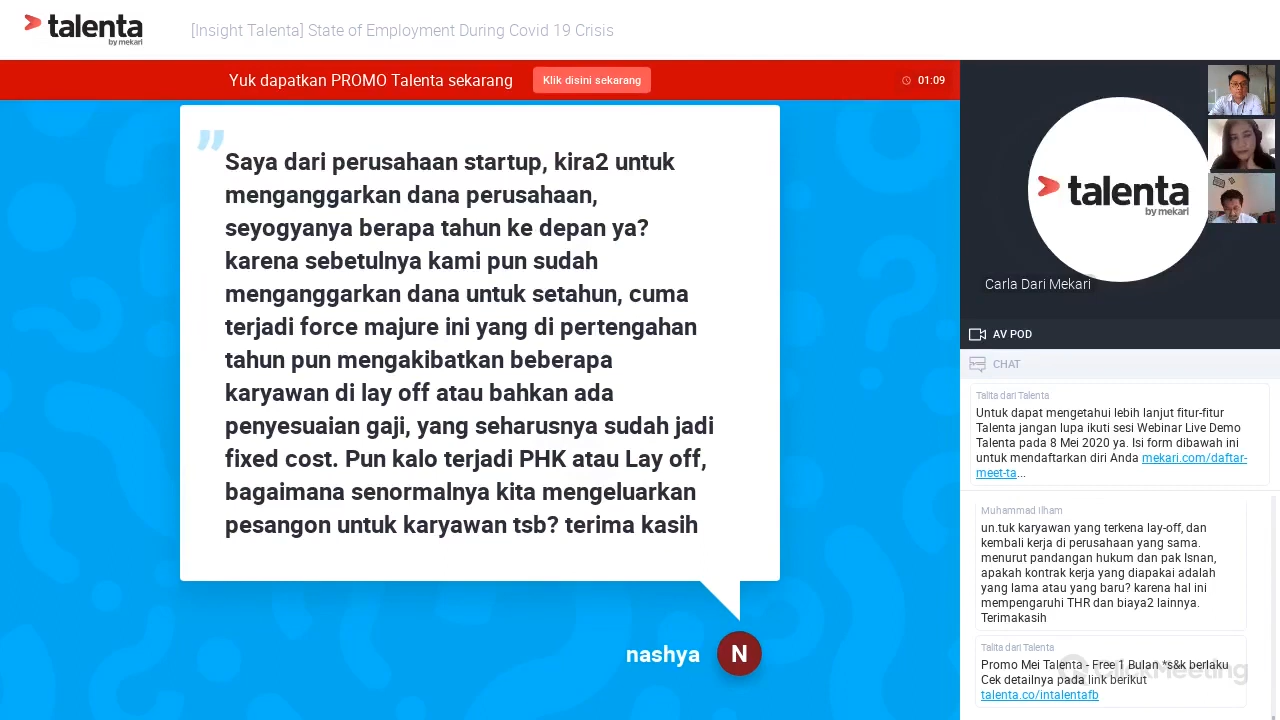 talenta
by mekari
[Insight Talenta] State of Employment During Covid 19 Crisis
Yuk dapatkan PROMO Talenta sekarang
Klik disini sekarang
01:09
"
Saya dari perusahaan startup, kira2 untuk
menganggarkan dana perusahaan,
seyogyanya berapa tahun ke depan ya?
karena sebetulnya kami pun sudah
menganggarkan dana untuk setahun, cuma
terjadi force majure ini yang di pertengahan
tahun pun mengakibatkan beberapa
karyawan di lay off atau bahkan ada
penyesuaian gaji, yang seharusnya sudah jadi
fixed cost. Pun kalo terjadi PHK atau Lay off,
bagaimana senormalnya kita mengeluarkan
pesangon untuk karyawan tsb? terima kasih
nashya
N
talenta
by mekari
Carla Dari Mekari
AV POD
CHAT
Talita dari Talenta
Untuk dapat mengetahui lebih lanjut fitur-fitur
Talenta jangan lupa ikuti sesi Webinar Live Demo
Talenta pada 8 Mei 2020 ya. Isi form dibawah ini
untuk mendaftarkan diri Anda mekari.com/daftar-
meet-ta...
Muhammad Ilham
un.tuk karyawan yang terkena lay-off, dan
kembali kerja di perusahaan yang sama.
menurut pandangan hukum dan pak Isnan,
apakah kontrak kerja yang diapakai adalah
yang lama atau yang baru? karena hal ini
mempengaruhi THR dan biaya2 lainnya.
Terimakasih
Talita dari Talenta
Promo Mei Talenta - Free 1 Bulan *s&k berlaku
Cek detailnya pada link berikut
talenta.co/intalentafb
ClickMeeting